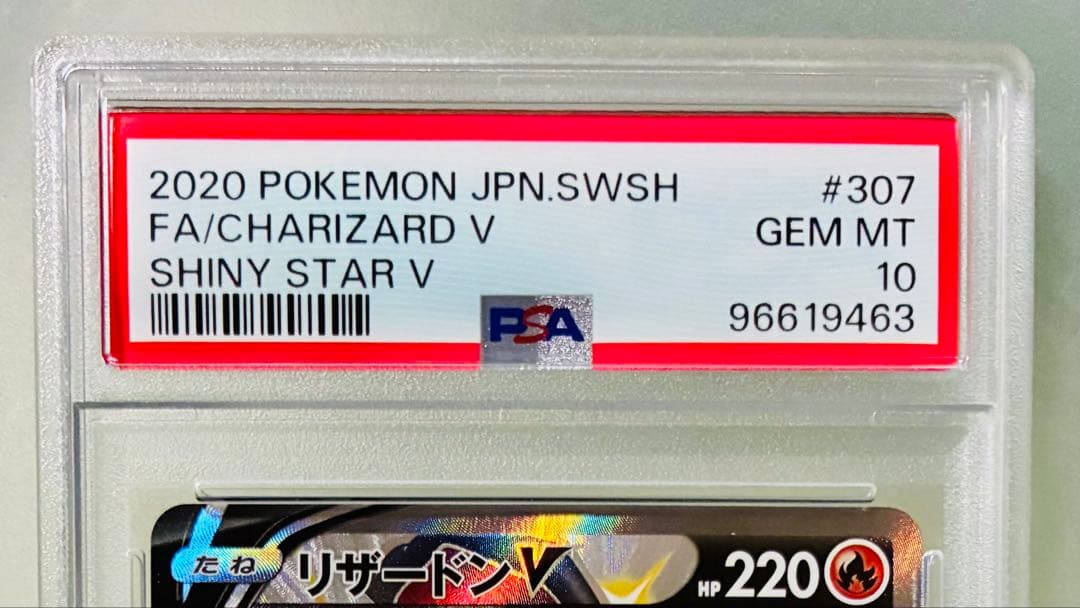 2020 POKEMON JPN.SWSH #307
FA/CHARIZARD V GEM MT
SHINY STAR V 10
PSA 96619463
たね リザードンV HP 220